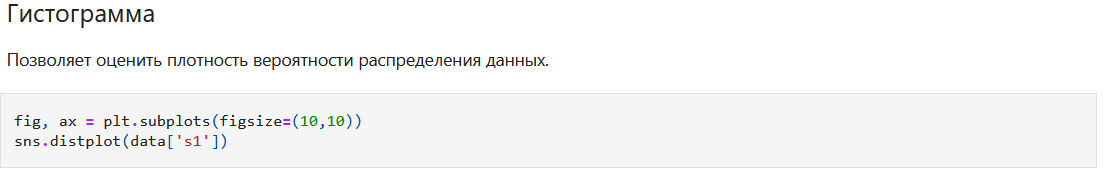 Гистограмма
Позволяет оценить плотность вероятности распределения данных.
fig, ax = plt.subplots(figsize=(10,10))
sns.distplot(data['s1'])